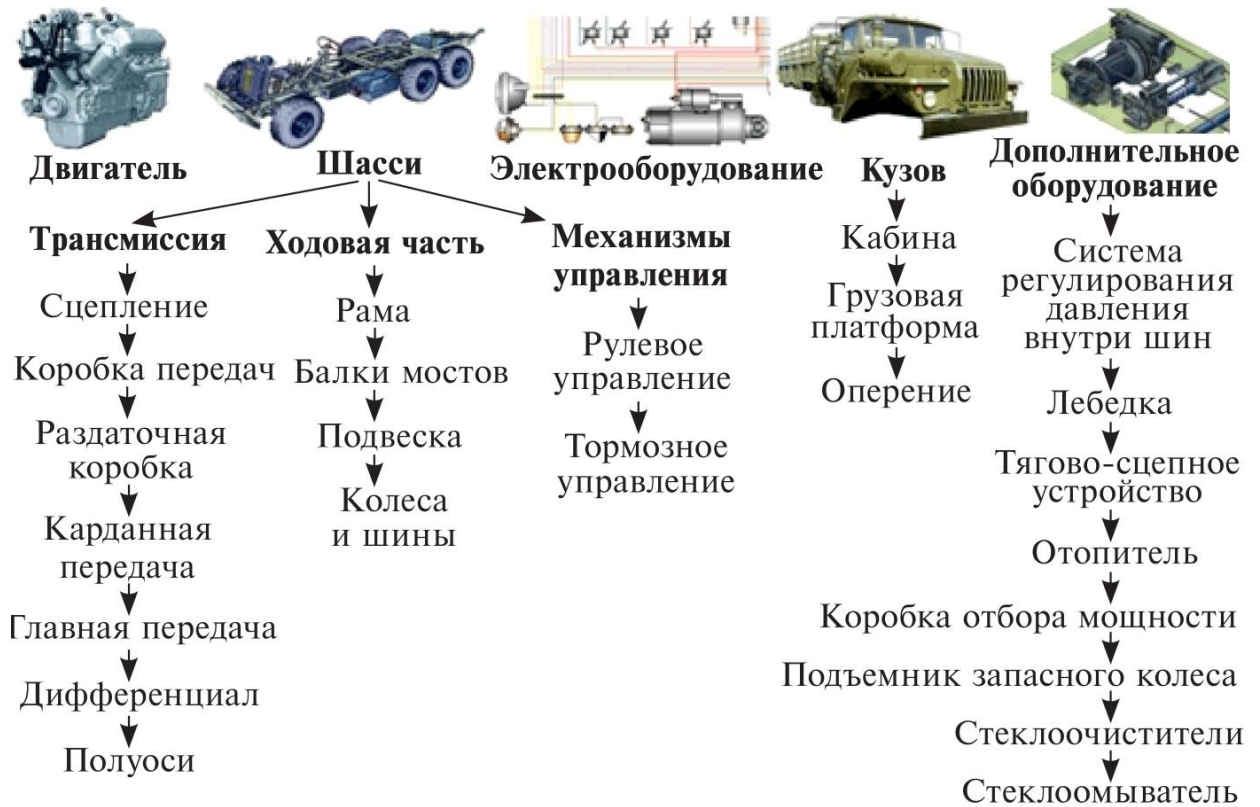 Двигатель
Шасси
Электрооборудование
Кузов
Дополнительное
оборудование
Трансмиссия
Сцепление
Коробка передач
Раздаточная
коробка
Карданная
передача
Главная передача
Дифференциал
Полуоси
Ходовая часть
Рама
Балки мостов
Подвеска
Колеса
и шины
Механизмы
управления
Рулевое
управление
Тормозное
управление
Кабина
Грузовая
платформа
Оперение
Система
регулирования
давления
внутри шин
Лебедка
Тягово-сцепное
устройство
Отопитель
Коробка отбора мощности
Подъемник запасного колеса
Стеклоочистители
Стеклоомыватель